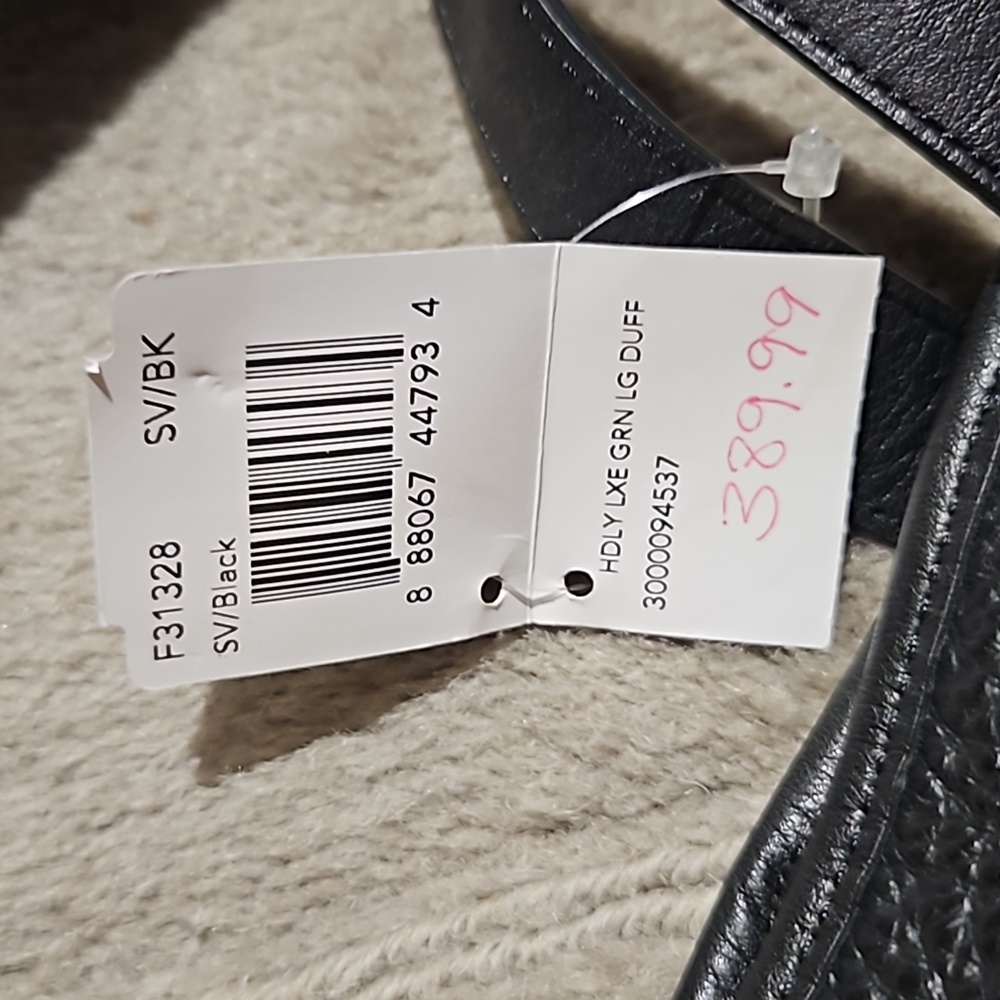 F31328 SV/BK
SV/Black
8 88067 44793 4
HDLY LXE GRN LG DUFF
3000094537
389.99